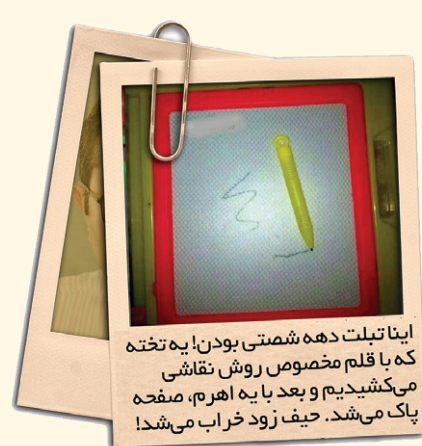 اینا تبلت دهه شصتی بودن! یه تخته
که با قلم مخصوص روش نقاشی
می‌کشیدیم و بعد با یه اهرم، صفحه
پاک می‌شد. حیف زود خراب می‌شد!